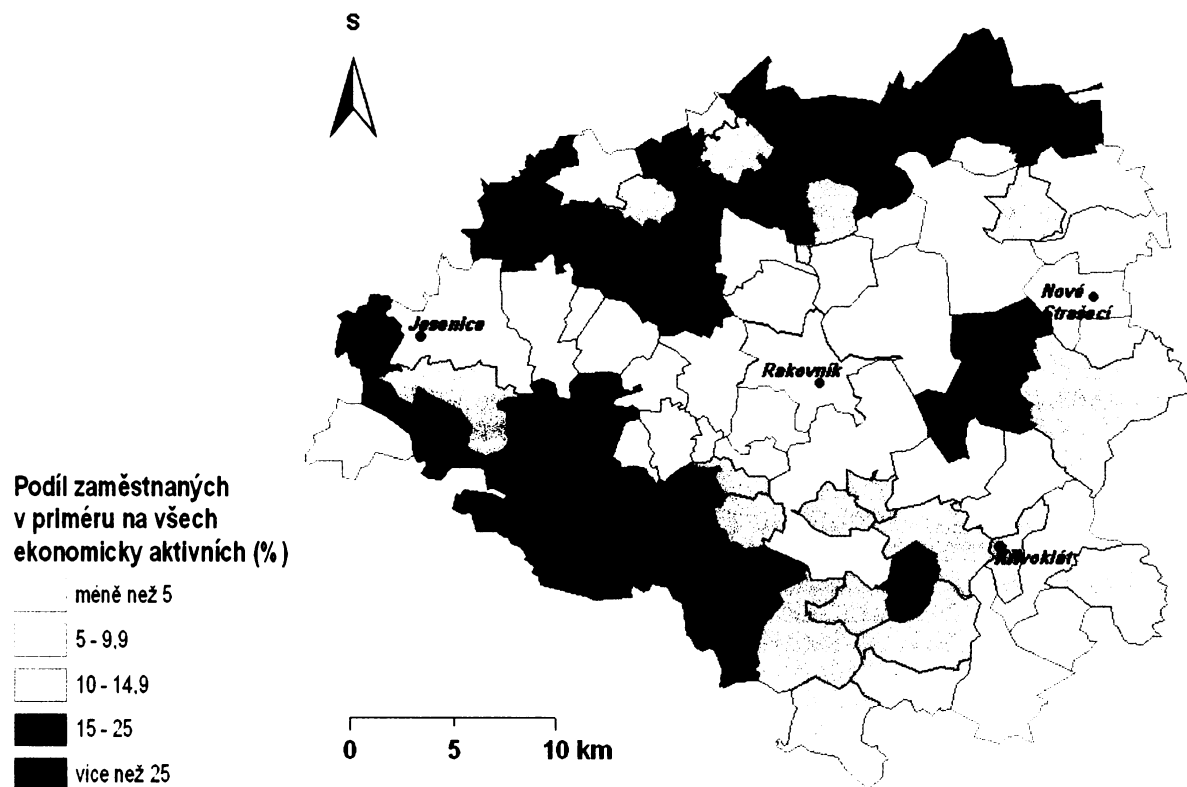 S
Jesenice
Nové
Strašecí
Rakovník
Křivoklát
Podíl zaměstnaných
v priméru na všech
ekonomicky aktivních (%)
méně než 5
5 - 9,9
10 - 14,9
15 - 25
více než 25
0 5 10 km